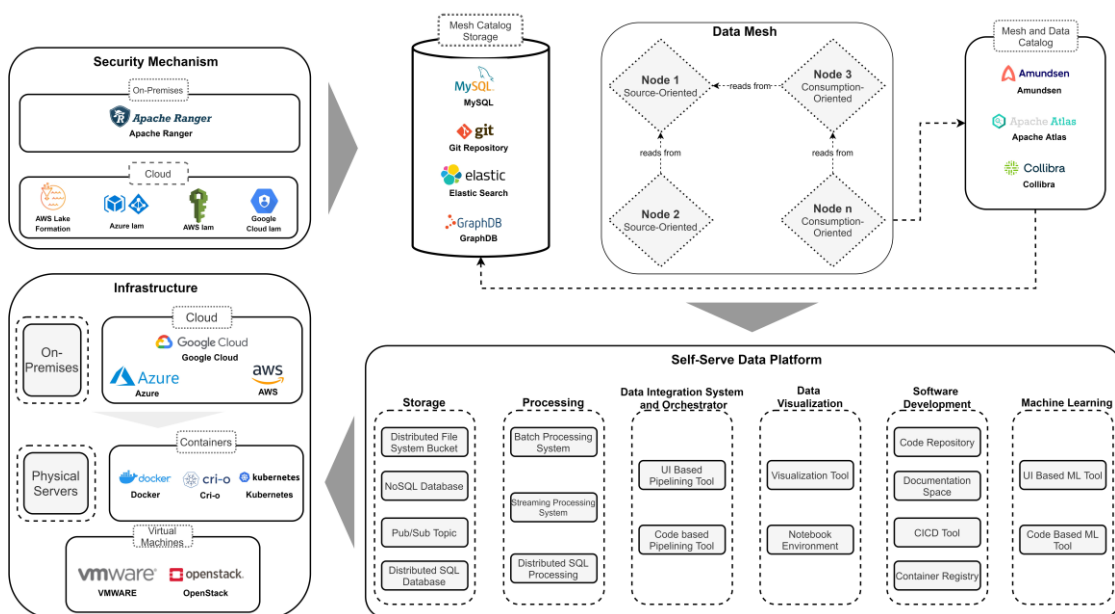 Security Mechanism
On-Premises
Apache Ranger
Apache Ranger
Cloud
AWS Lake
Formation
Azure Iam
AWS Iam
Google
Cloud Iam
Mesh Catalog
Storage
MySQL
MySQL
git
Git Repository
elastic
Elastic Search
GraphDB
GraphDB
Data Mesh
Node 1
Source-Oriented
reads from
Node 3
Consumption-
Oriented
reads from
reads from
Node 2
Source-Oriented
Node n
Consumption-
Oriented
Mesh and Data
Catalog
Amundsen
Amundsen
Apache Atlas
Apache Atlas
Collibra
Collibra
Infrastructure
On-
Premises
Cloud
Google Cloud
Google Cloud
Azure
Azure
aws
AWS
Physical
Servers
Containers
docker
Docker
cri-o
Cri-o
kubernetes
Kubernetes
Virtual
Machines
vmware
VMWARE
openstack.
OpenStack
Self-Serve Data Platform
Storage
Distributed File
System Bucket
NoSQL Database
Pub/Sub Topic
Distributed SQL
Database
Processing
Batch Processing
System
Streaming Processing
System
Distributed SQL
Processing
Data Integration System
and Orchestrator
UI Based
Pipelining Tool
Code based
Pipelining Tool
Data
Visualization
Visualization Tool
Notebook
Environment
Software
Development
Code Repository
Documentation
Space
CICD Tool
Container Registry
Machine Learning
UI Based ML Tool
Code Based ML
Tool